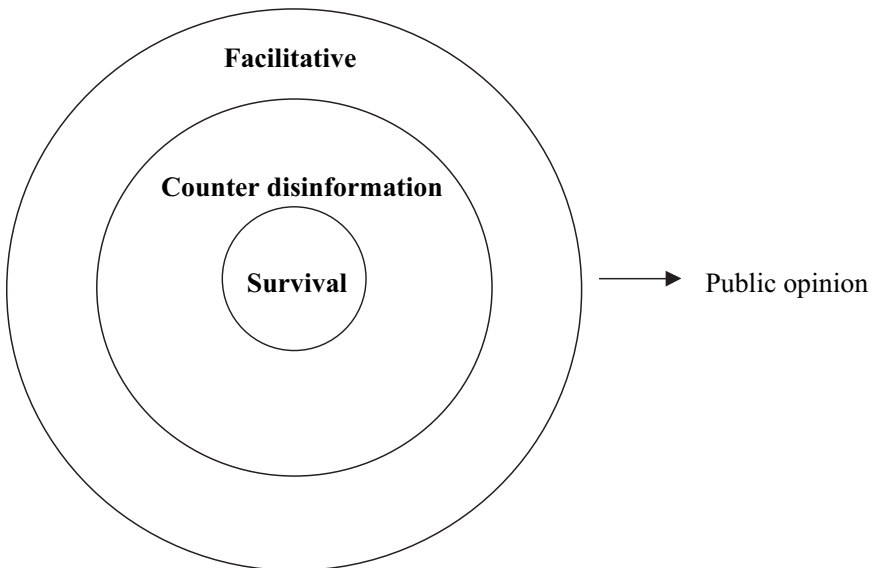 Facilitative
Counter disinformation
Survival
Public opinion